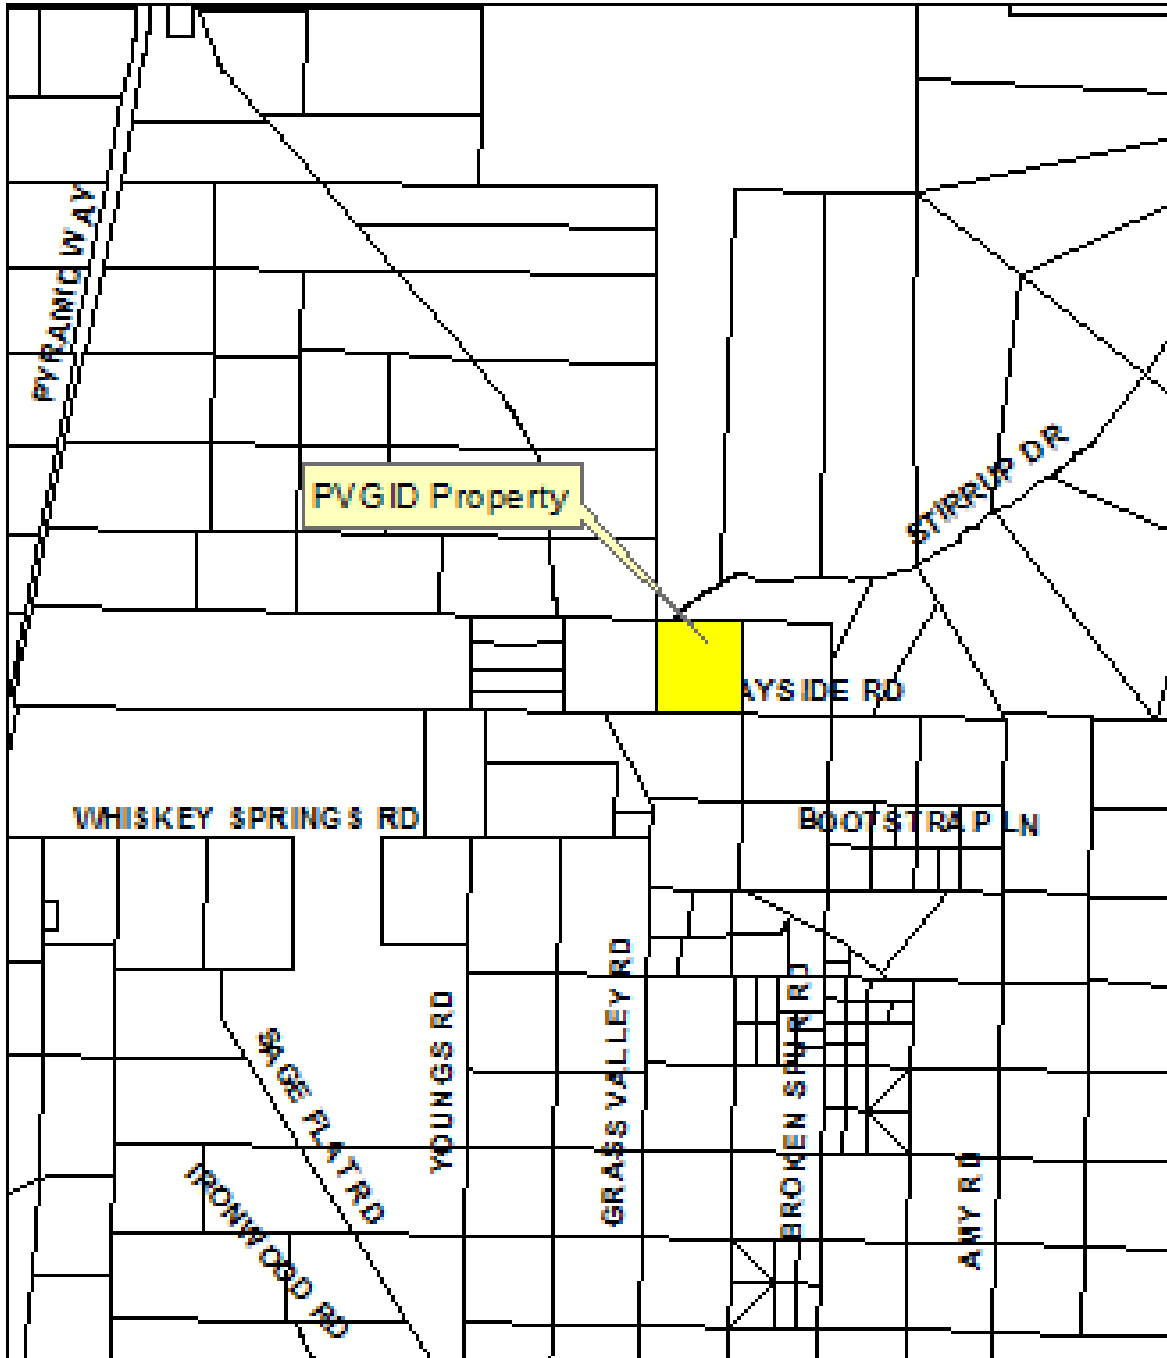 PYRAMID WAY
STIRRUP DR
PVGID Property
AYSIDE RD
WHISKEY SPRINGS RD
BOOTSTRAP LN
YOUNGS RD
GRASS VALLEY RD
BROKEN SPUR RD
SAGE FLAT RD
IRONWOOD RD
AMY RD